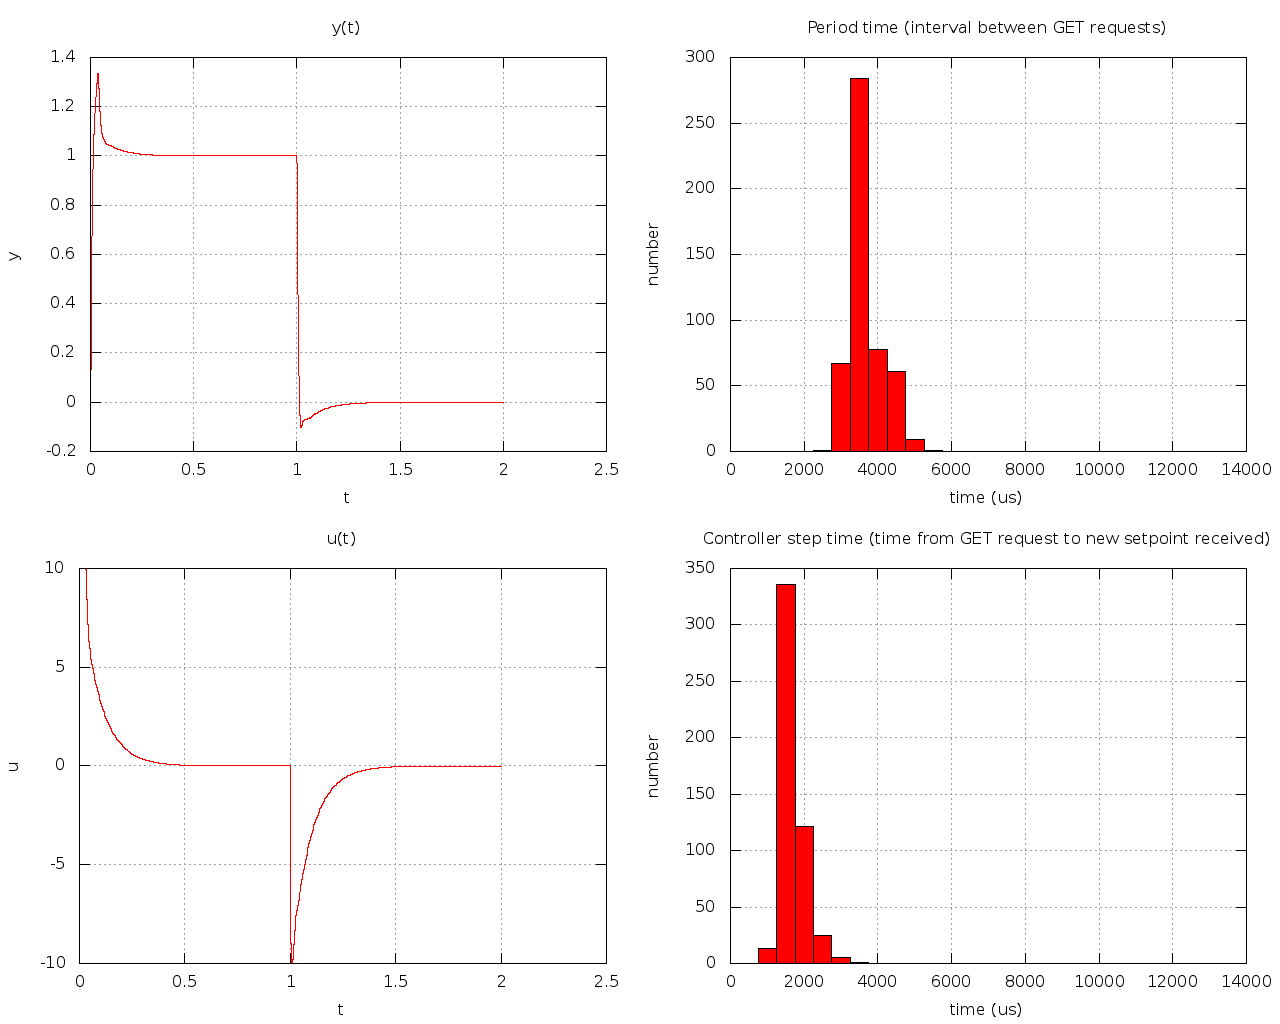 y(t)
1.4
1.2
1
0.8
0.6
0.4
0.2
0
-0.2
y
0 0.5 1 1.5 2 2.5
t
Period time (interval between GET requests)
300
250
200
150
100
50
0
number
0 2000 4000 6000 8000 10000 12000 14000
time (us)
u(t)
10
5
0
-5
-10
u
0 0.5 1 1.5 2 2.5
t
Controller step time (time from GET request to new setpoint received)
350
300
250
200
150
100
50
0
number
0 2000 4000 6000 8000 10000 12000 14000
time (us)